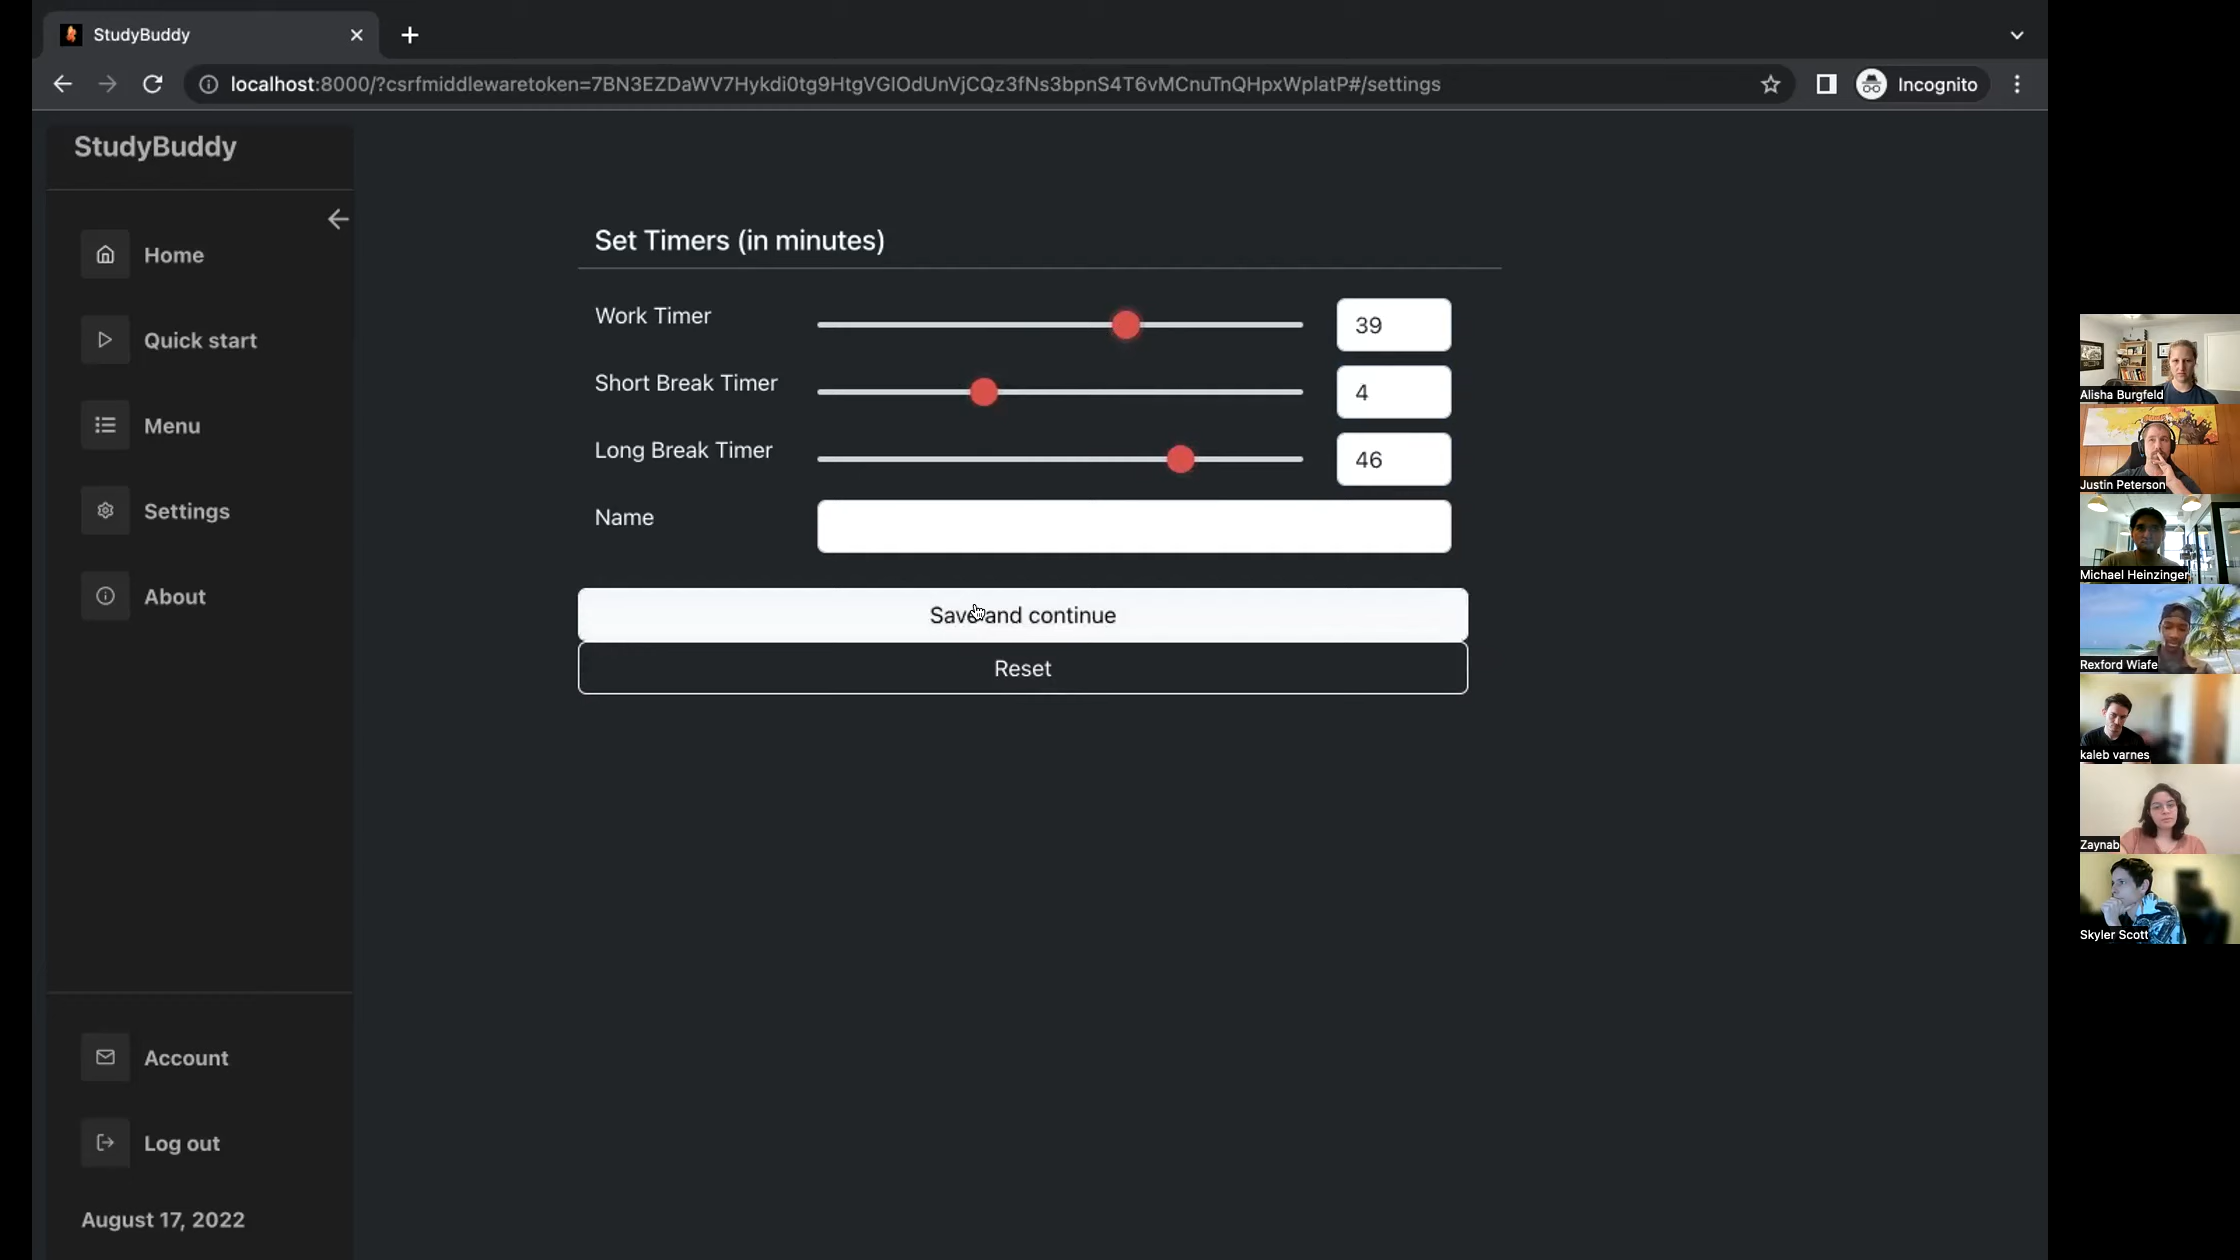 StudyBuddy
localhost:8000/?csrfmiddlewaretoken=7BN3EZDaWV7Hykdi0tg9HtgVGIOdUnVjCQz3fNs3bpnS4T6vMCnuTnQHpxWplatP#/settings
Incognito
StudyBuddy
Home
Quick start
Menu
Settings
About
Account
Log out
August 17, 2022
Set Timers (in minutes)
Work Timer 39
Short Break Timer 4
Long Break Timer 46
Name
Save and continue
Reset
Alisha Burgfeld
Justin Peterson
Michael Heinzinger
Rexford Wiafe
kaleb varnes
Zaynab
Skyler Scott